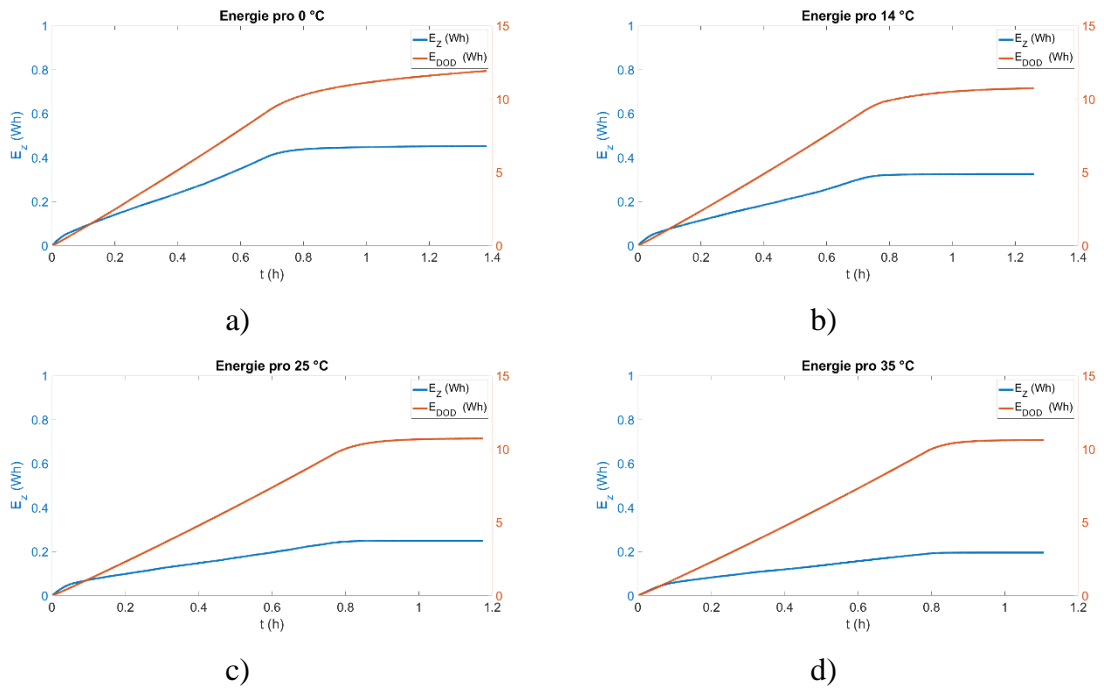 Energie pro 0 °C
1
0.8
0.6
0.4
0.2
0
E_z (Wh)
15
10
5
0
E_Z (Wh)
E_DOD (Wh)
0 0.2 0.4 0.6 0.8 1 1.2 1.4
t (h)
a)
Energie pro 14 °C
1
0.8
0.6
0.4
0.2
0
E_z (Wh)
15
10
5
0
E_Z (Wh)
E_DOD (Wh)
0 0.2 0.4 0.6 0.8 1 1.2 1.4
t (h)
b)
Energie pro 25 °C
1
0.8
0.6
0.4
0.2
0
E_z (Wh)
15
10
5
0
E_Z (Wh)
E_DOD (Wh)
0 0.2 0.4 0.6 0.8 1 1.2
t (h)
c)
Energie pro 35 °C
1
0.8
0.6
0.4
0.2
0
E_z (Wh)
15
10
5
0
E_Z (Wh)
E_DOD (Wh)
0 0.2 0.4 0.6 0.8 1 1.2
t (h)
d)